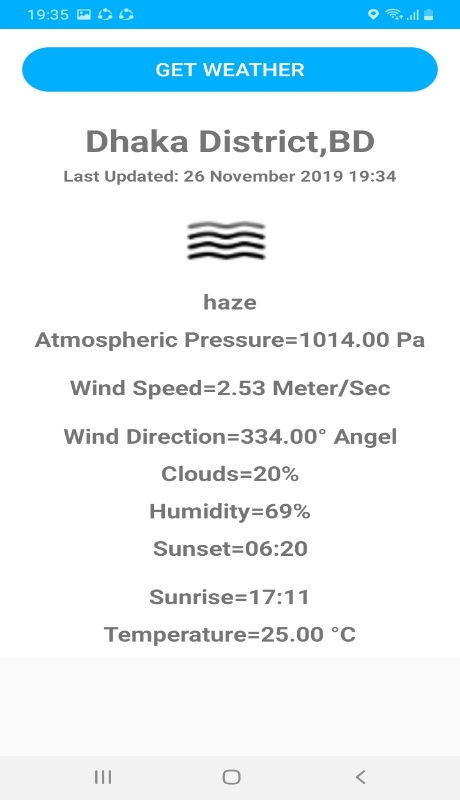 19:35
GET WEATHER
Dhaka District,BD
Last Updated: 26 November 2019 19:34
haze
Atmospheric Pressure=1014.00 Pa
Wind Speed=2.53 Meter/Sec
Wind Direction=334.00° Angel
Clouds=20%
Humidity=69%
Sunset=06:20
Sunrise=17:11
Temperature=25.00 °C